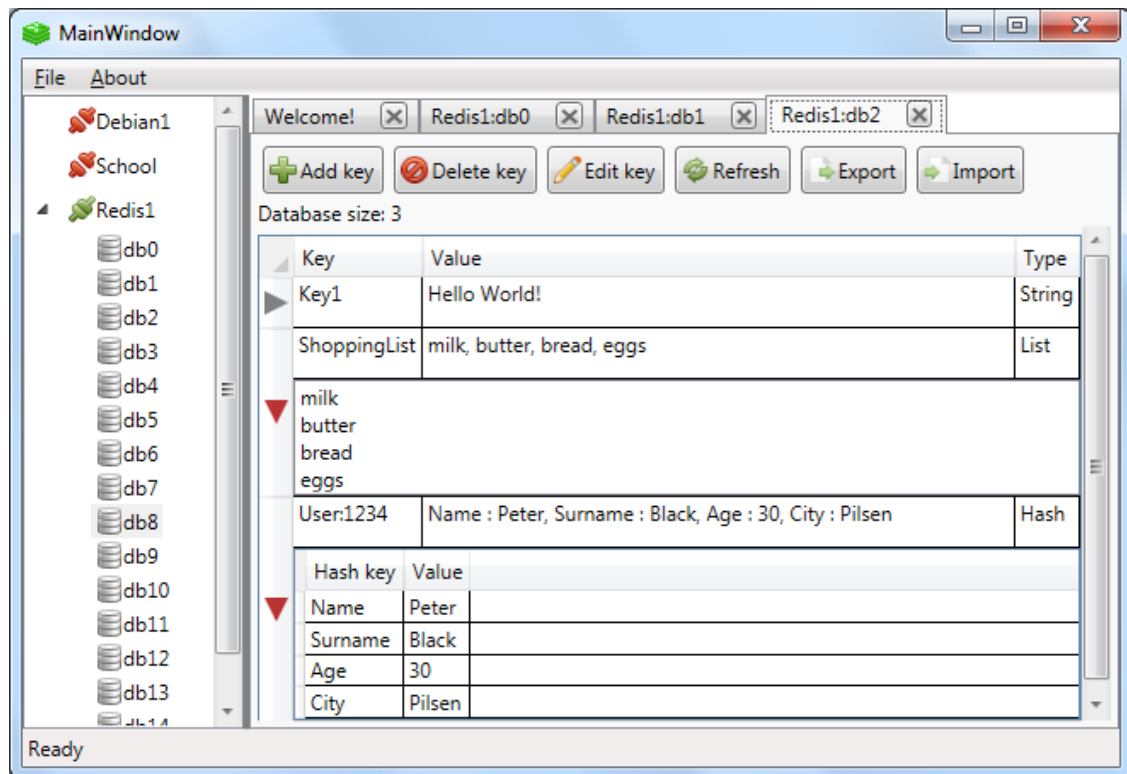 MainWindow
File About
Debian1
School
Redis1
db0
db1
db2
db3
db4
db5
db6
db7
db8
db9
db10
db11
db12
db13
db14
Welcome! Redis1:db0 Redis1:db1 Redis1:db2
Add key Delete key Edit key Refresh Export Import
Database size: 3
Key Value Type
Key1 Hello World! String
ShoppingList milk, butter, bread, eggs List
milk
butter
bread
eggs
User:1234 Name : Peter, Surname : Black, Age : 30, City : Pilsen Hash
Hash key Value
Name Peter
Surname Black
Age 30
City Pilsen
Ready